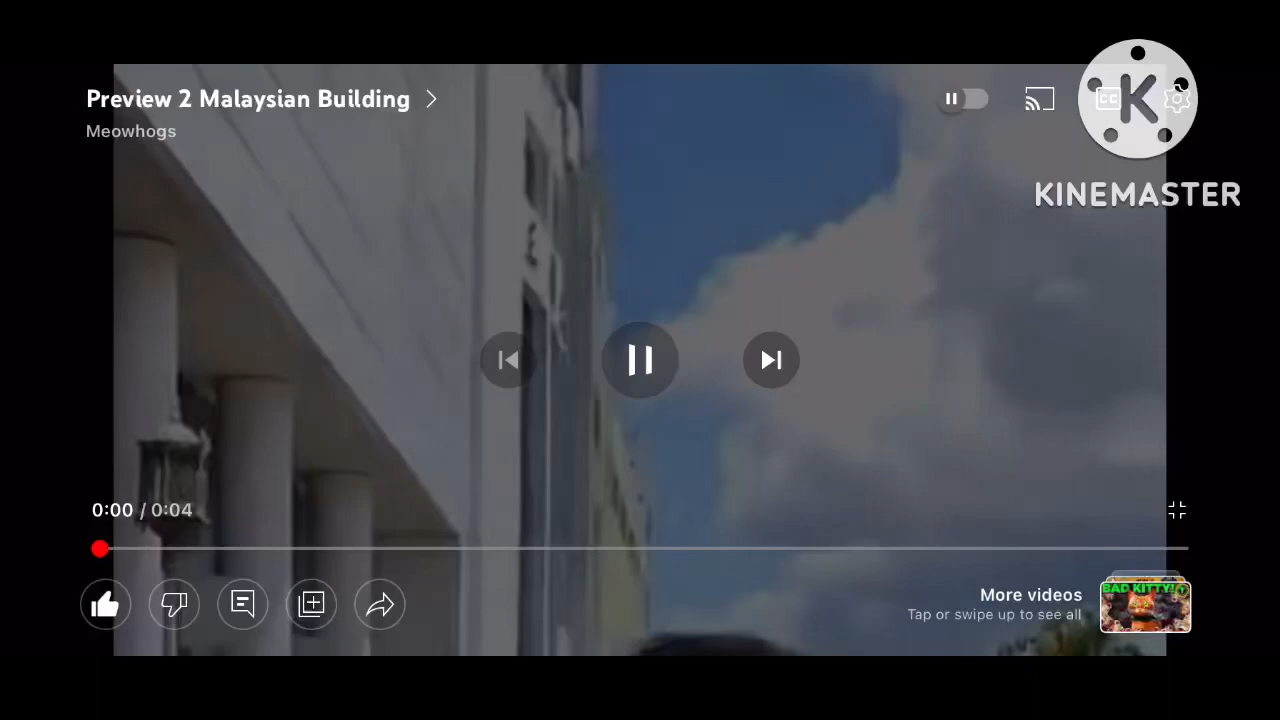 Preview 2 Malaysian Building
Meowhogs
CC
K
KINEMASTER
0:00 / 0:04
More videos
Tap or swipe up to see all
BAD KITTY!